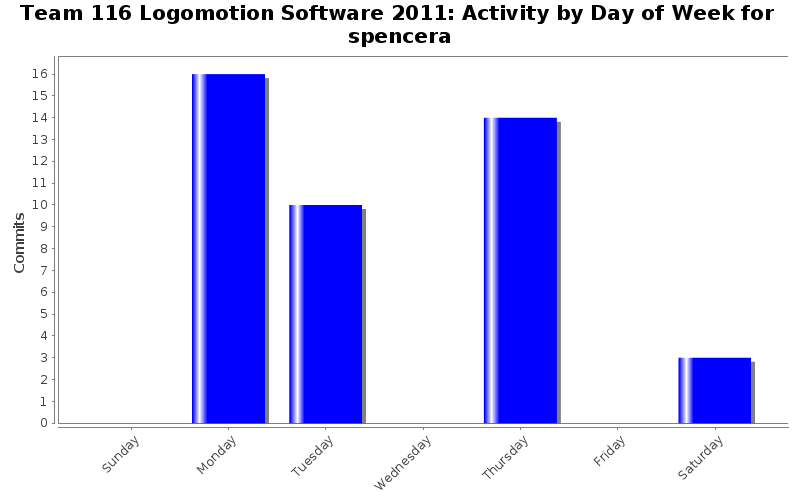 Team 116 Logomotion Software 2011: Activity by Day of Week for
spencera
16
15
14
13
12
11
10
9
8
7
6
5
4
3
2
1
0
Commits
Sunday
Monday
Tuesday
Wednesday
Thursday
Friday
Saturday